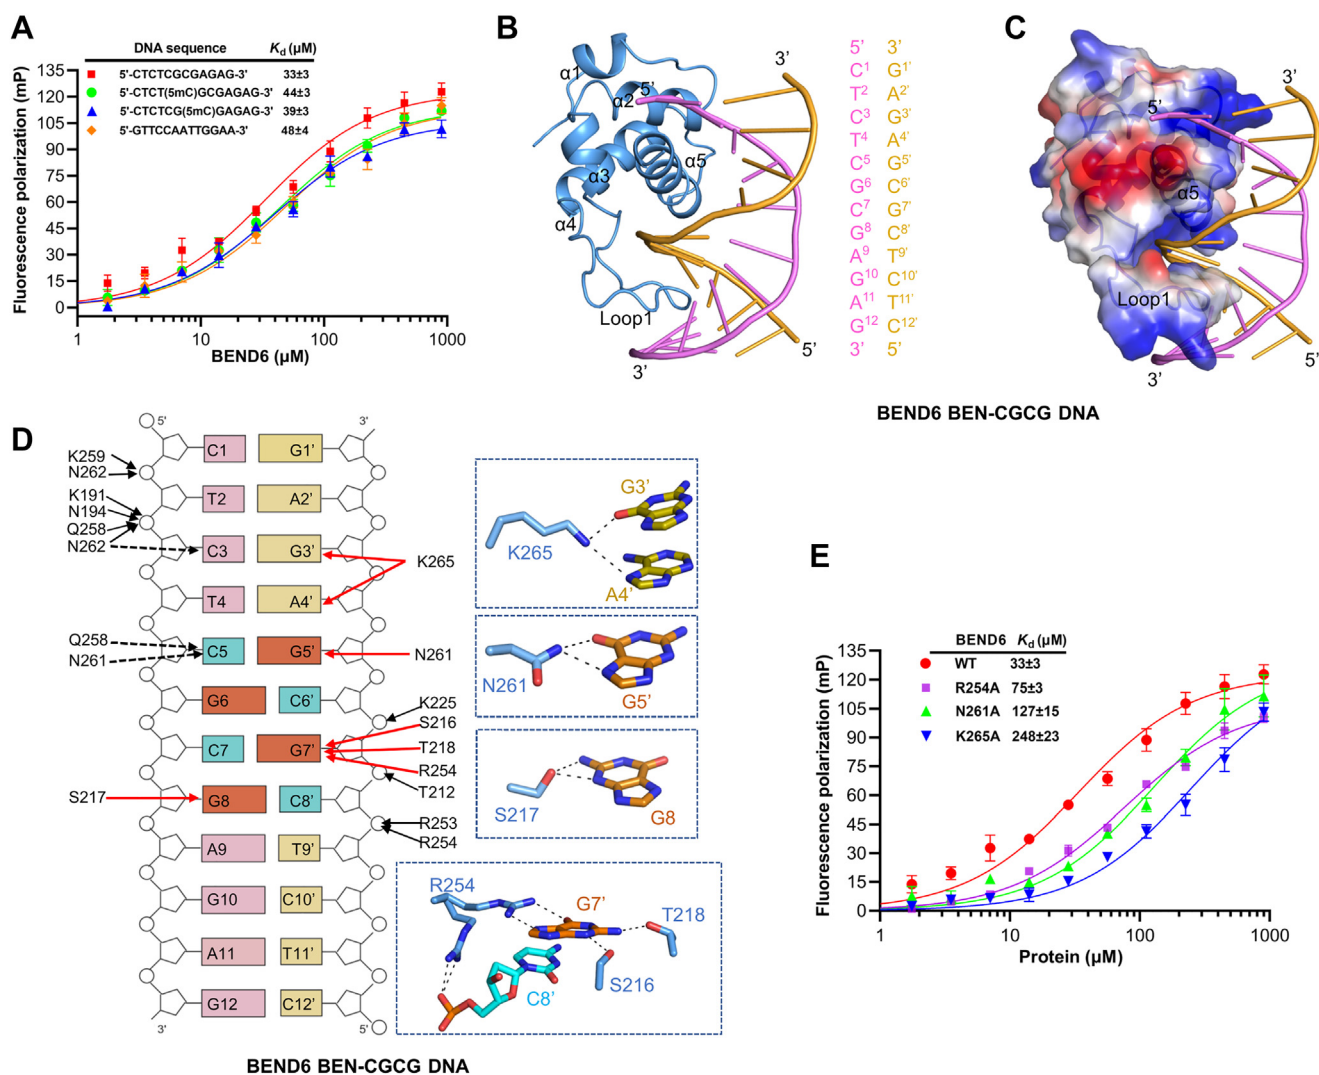 A
DNA sequence Kd (μM)
5'-CTCTCGCGAGAG-3' 33±3
5'-CTCT(5mC)GCGAGAG-3' 44±3
5'-CTCTCG(5mC)GAGAG-3' 39±3
5'-GTTCCAATTGGAA-3' 48±4
Fluorescence polarization (mP)
135
120
105
90
75
60
45
30
15
0
1 10 100 1000
BEND6 (μM)
B
α1
α2
5'
3'
α3
α5
α4
Loop1
3'
5'
5' 3'
C1 G1'
T2 A2'
C3 G3'
T4 A4'
C5 G5'
G6 C6'
C7 G7'
G8 C8'
A9 T9'
G10 C10'
A11 T11'
G12 C12'
3' 5'
C
3'
5'
α5
Loop1
5'
3'
BEND6 BEN-CGCG DNA
D
5' 3'
K259
N262
K191
N194
Q258
N262
Q258
N261
S217
C1 G1'
T2 A2'
C3 G3'
T4 A4'
C5 G5'
G6 C6'
C7 G7'
G8 C8'
A9 T9'
G10 C10'
A11 T11'
G12 C12'
3' 5'
K265
N261
K225
S216
T218
R254
T212
R253
R254
G3'
K265
A4'
N261
G5'
S217
G8
R254
G7'
T218
S216
C8'
BEND6 BEN-CGCG DNA
E
BEND6 Kd (μM)
WT 33±3
R254A 75±3
N261A 127±15
K265A 248±23
Fluorescence polarization (mP)
135
120
105
90
75
60
45
30
15
0
1 10 100 1000
Protein (μM)